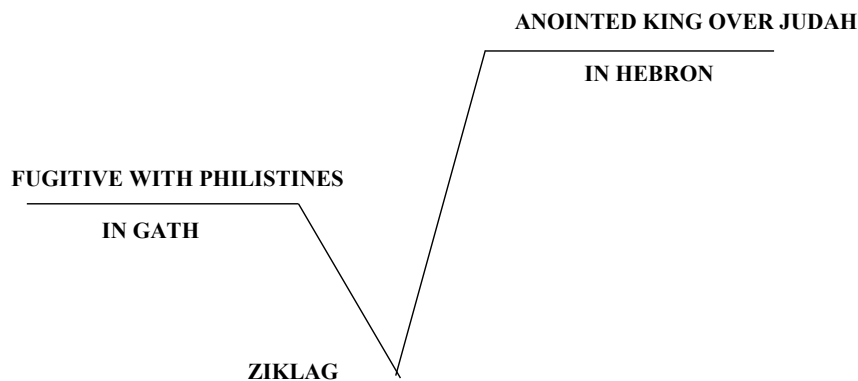 ANOINTED KING OVER JUDAH
IN HEBRON
FUGITIVE WITH PHILISTINES
IN GATH
ZIKLAG